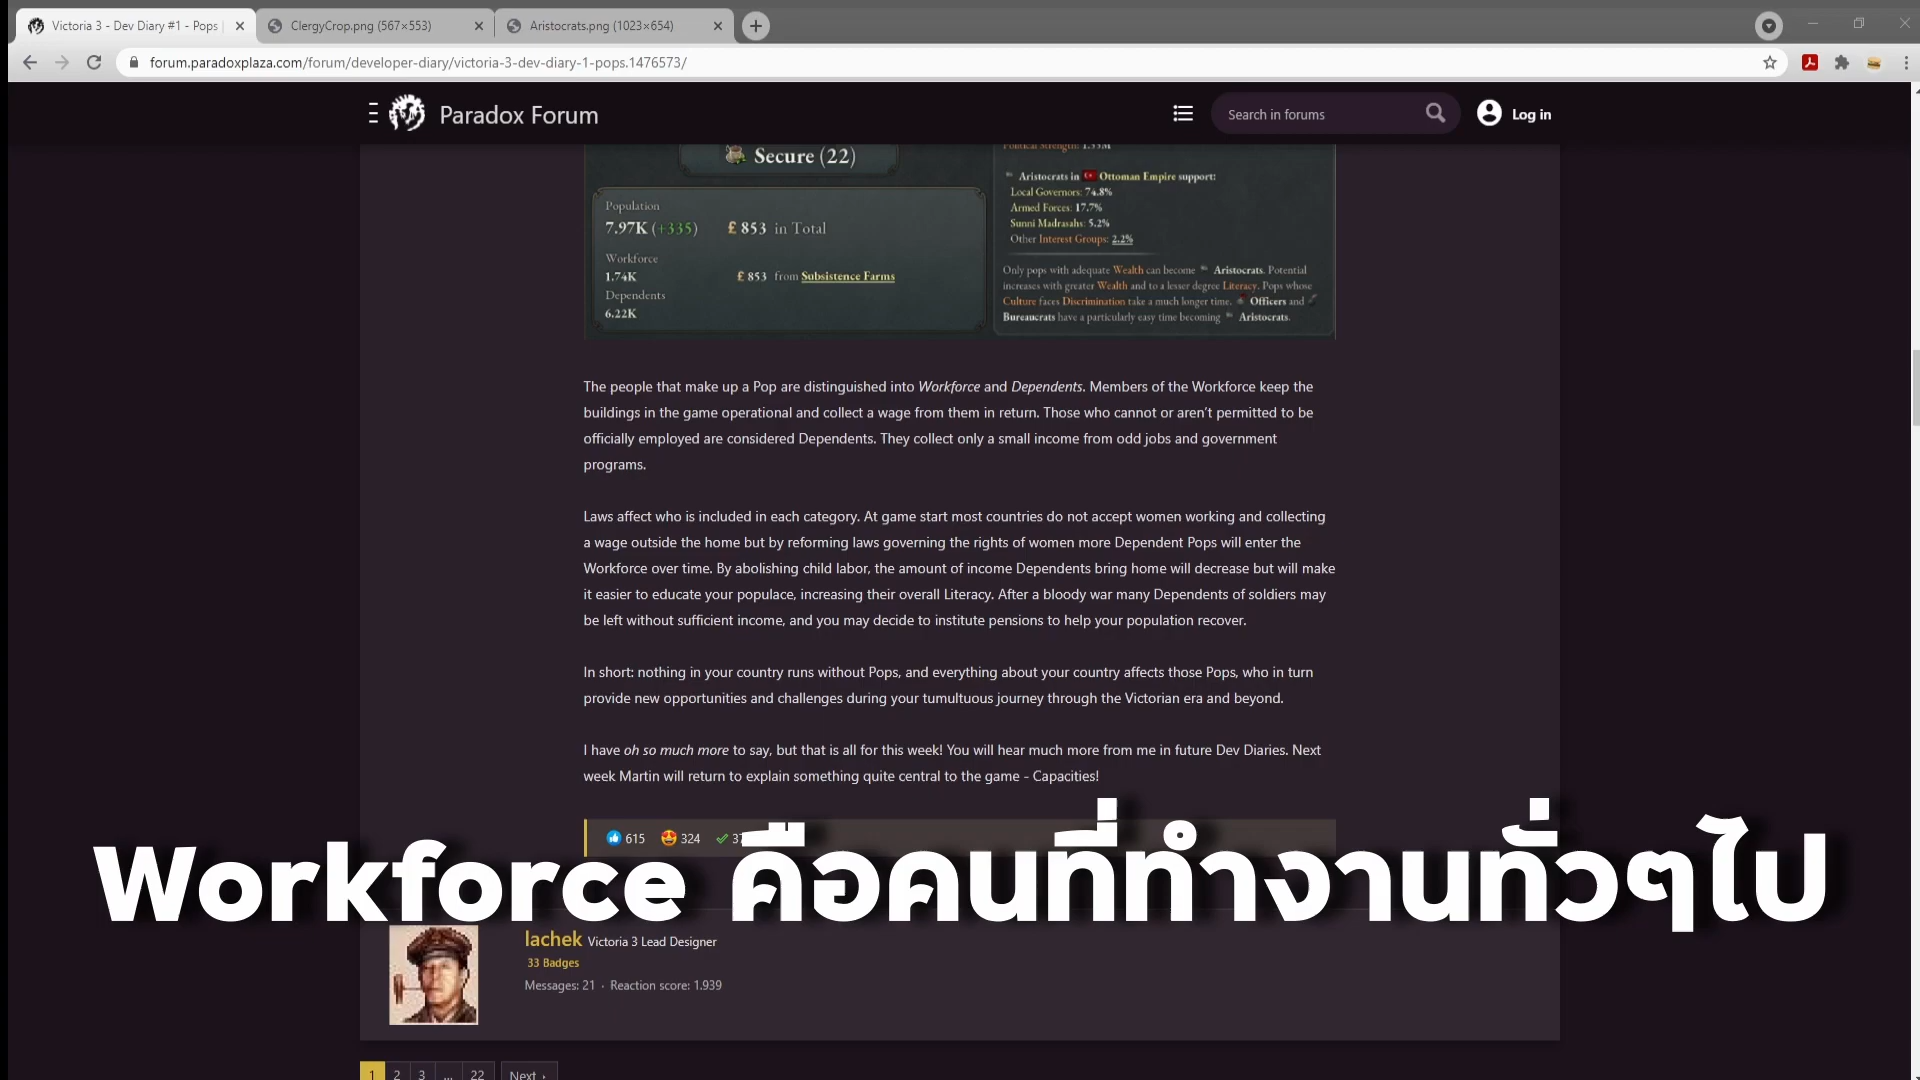 Victoria 3 - Dev Diary #1 - Pops
ClergyCrop.png (567×553)
Aristocrats.png (1023×654)
forum.paradoxplaza.com/forum/developer-diary/victoria-3-dev-diary-1-pops.1476573/
Paradox Forum
Search in forums
Log in
Secure (22)
Population
7.97K (+335)
£ 853 in Total
Workforce
1.74K
£ 853 from Subsistence Farms
Dependents
6.22K
Political Strength: 1.35M
Aristocrats in Ottoman Empire support:
Local Governors: 74.8%
Armed Forces: 17.7%
Sunni Madrasahs: 5.2%
Other Interest Groups: 2.2%
Only pops with adequate Wealth can become Aristocrats. Potential
increases with greater Wealth and to a lesser degree Literacy. Pops whose
Culture faces Discrimination take a much longer time. Officers and
Bureaucrats have a particularly easy time becoming Aristocrats.
The people that make up a Pop are distinguished into Workforce and Dependents. Members of the Workforce keep the
buildings in the game operational and collect a wage from them in return. Those who cannot or aren't permitted to be
officially employed are considered Dependents. They collect only a small income from odd jobs and government
programs.
Laws affect who is included in each category. At game start most countries do not accept women working and collecting
a wage outside the home but by reforming laws governing the rights of women more Dependent Pops will enter the
Workforce over time. By abolishing child labor, the amount of income Dependents bring home will decrease but will make
it easier to educate your populace, increasing their overall Literacy. After a bloody war many Dependents of soldiers may
be left without sufficient income, and you may decide to institute pensions to help your population recover.
In short: nothing in your country runs without Pops, and everything about your country affects those Pops, who in turn
provide new opportunities and challenges during your tumultuous journey through the Victorian era and beyond.
I have oh so much more to say, but that is all for this week! You will hear much more from me in future Dev Diaries. Next
week Martin will return to explain something quite central to the game - Capacities!
615 324
Workforce คือคนที่ทำงานทั่วๆไป
lachek Victoria 3 Lead Designer
33 Badges
Messages: 21 · Reaction score: 1.939
1 2 3 ... 22 Next